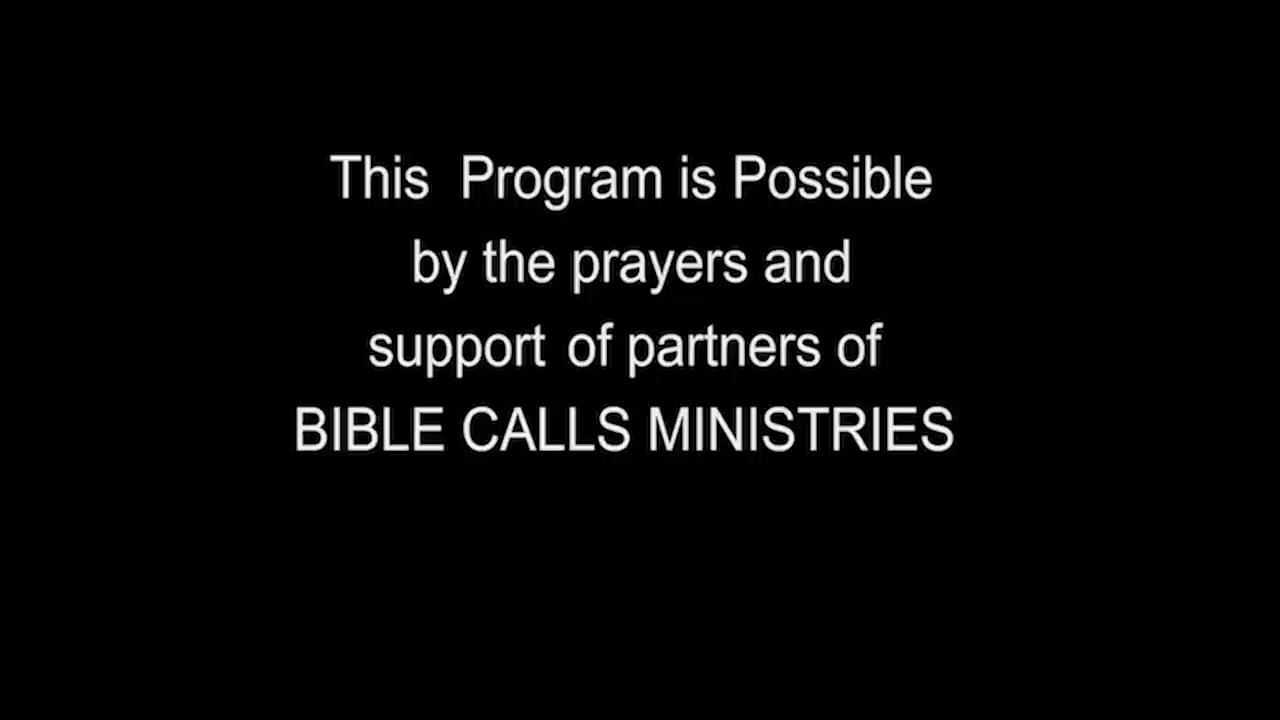 This Program is Possible
by the prayers and
support of partners of
BIBLE CALLS MINISTRIES